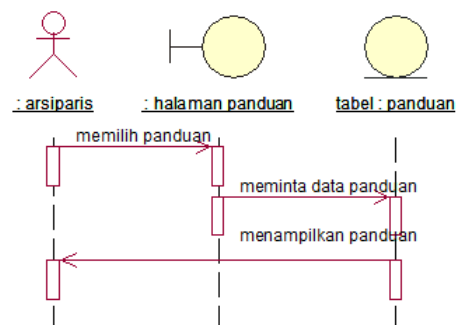 : arsiparis
: halaman panduan
tabel : panduan
memilih panduan
meminta data panduan
menampilkan panduan